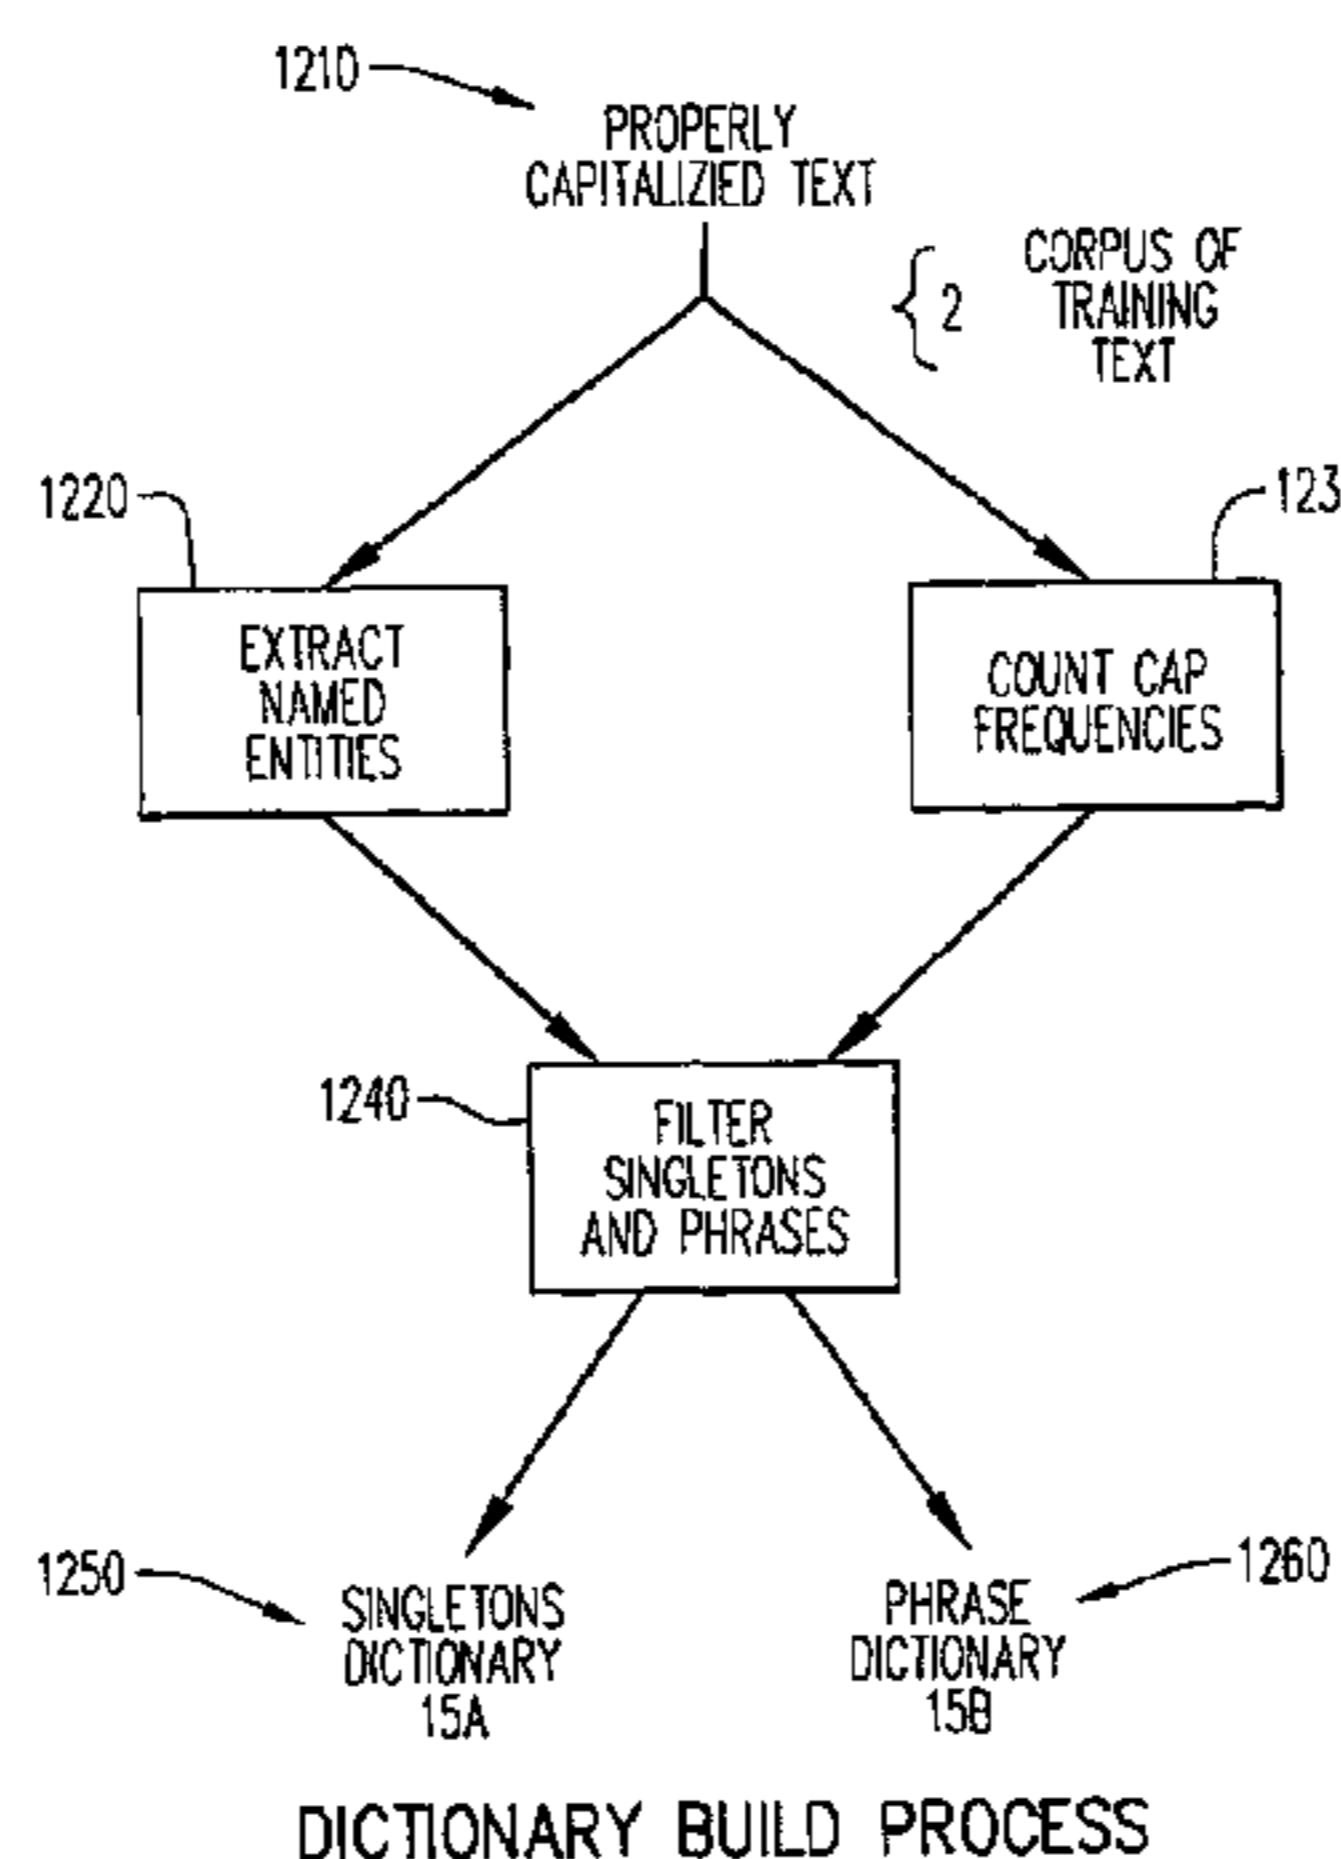 1210
PROPERLY
CAPITALIZIED TEXT
2
CORPUS OF
TRAINING
TEXT
1220
123
EXTRACT
NAMED
ENTITIES
COUNT CAP
FREQUENCIES
1240
FILTER
SINGLETONS
AND PHRASES
1250
1260
SINGLETONS
DICTIONARY
15A
PHRASE
DICTIONARY
15B
DICTIONARY BUILD PROCESS